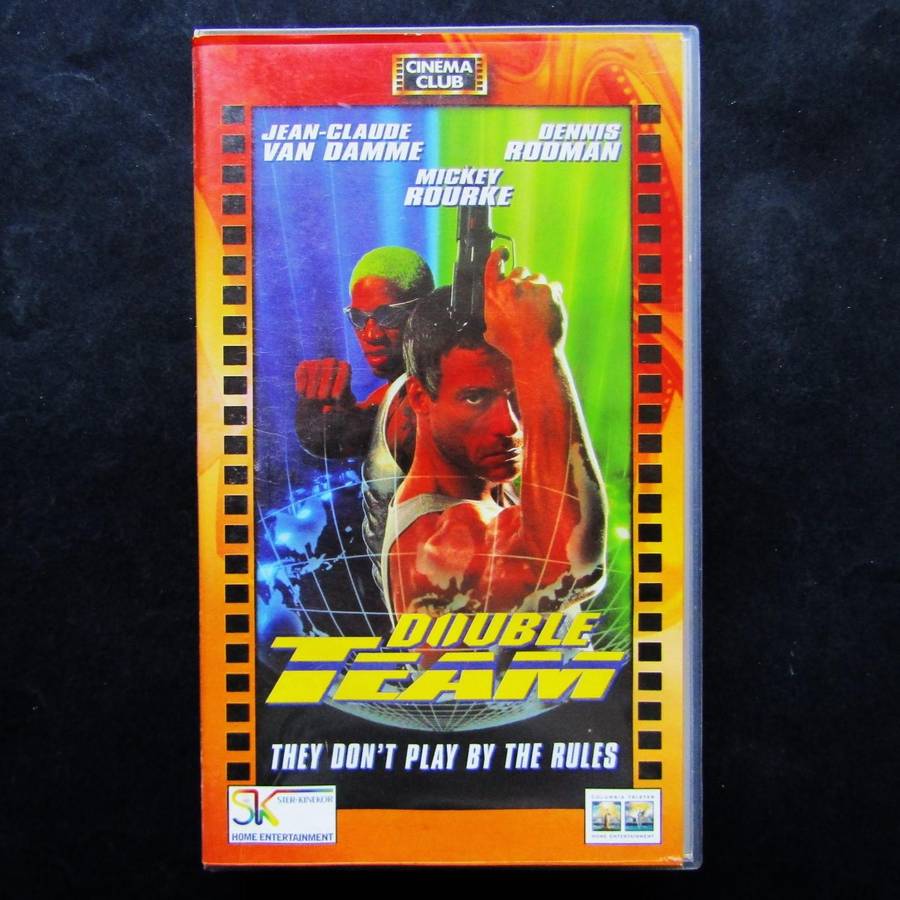 CINEMA
CLUB
JEAN-CLAUDE
VAN DAMME
DENNIS
RODMAN
MICKEY
ROURKE
DOUBLE
TEAM
THEY DON'T PLAY BY THE RULES
SK
STER-KINEKOR
HOME ENTERTAINMENT
COLUMBIA TRISTAR
HOME ENTERTAINMENT